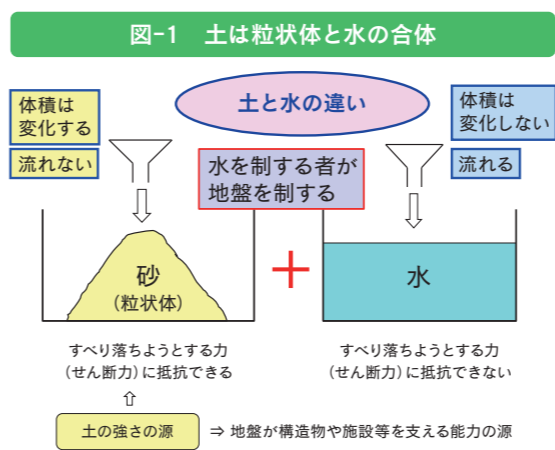 図-1　土は粒状体と水の合体
土と水の違い
体積は
変化する
流れない
体積は
変化しない
流れる
水を制する者が
地盤を制する
砂
(粒状体)
＋
水
すべり落ちようとする力
(せん断力)に抵抗できる
すべり落ちようとする力
(せん断力)に抵抗できない
⇧
土の強さの源
⇒ 地盤が構造物や施設等を支える能力の源